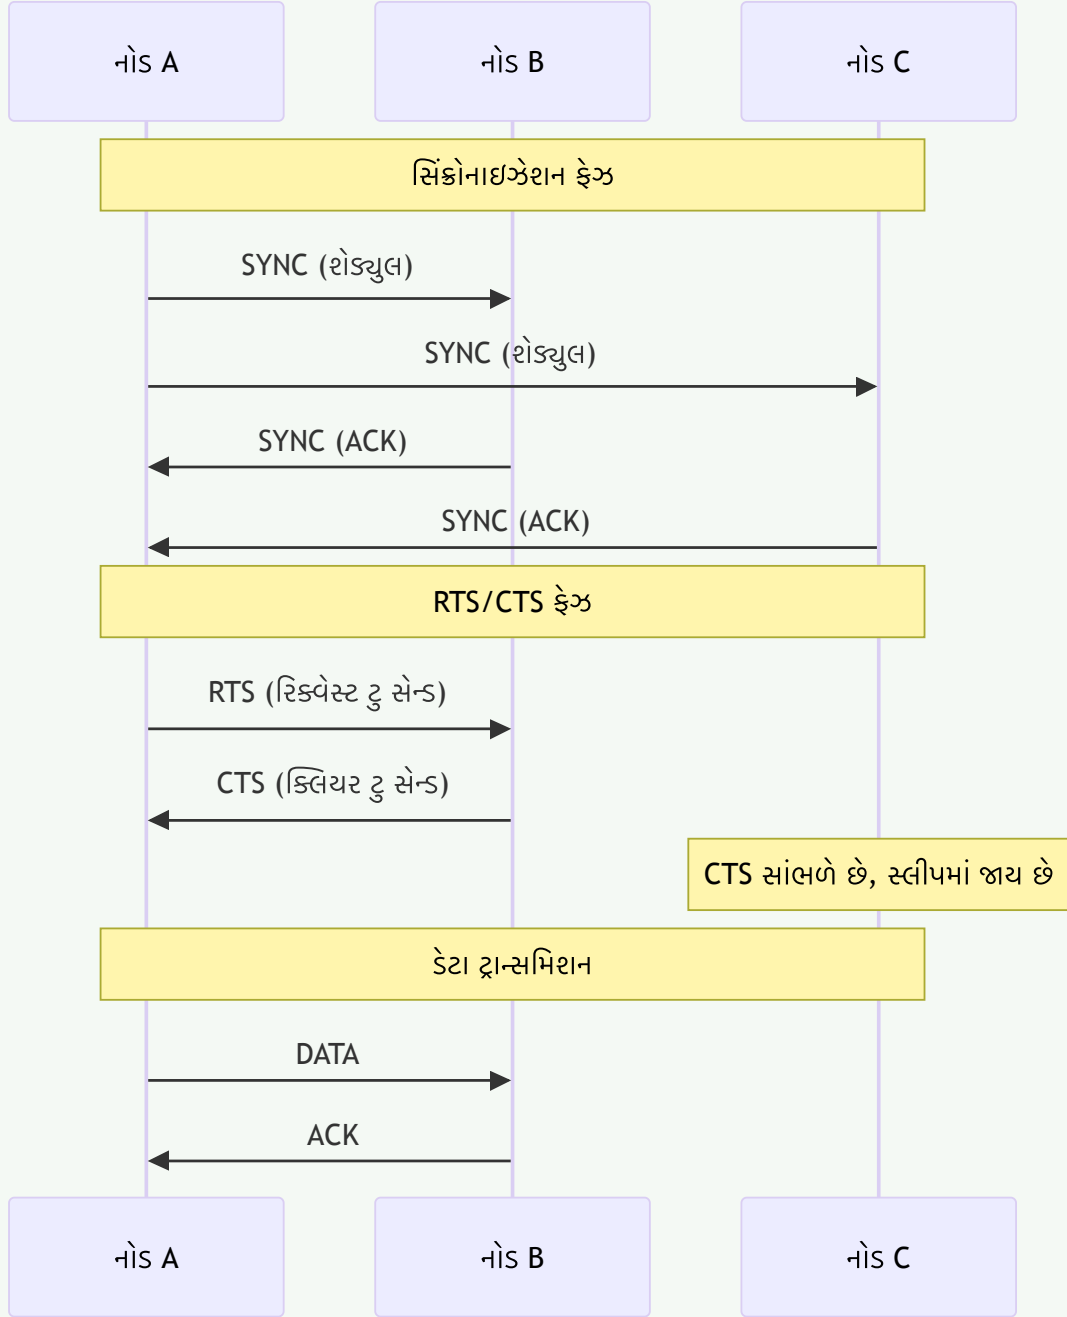 નોડ A
નોડ B
નોડ C
સિંક્રોનાઇઝેશન ફેઝ
SYNC (શેડ્યુલ)
SYNC (શેડ્યુલ)
SYNC (ACK)
SYNC (ACK)
RTS/CTS ફેઝ
RTS (રિક્વેસ્ટ ટુ સેન્ડ)
CTS (ક્લિયર ટુ સેન્ડ)
CTS સાંભળે છે, સ્લીપમાં જાય છે
ડેટા ટ્રાન્સમિશન
DATA
ACK
નોડ A
નોડ B
નોડ C